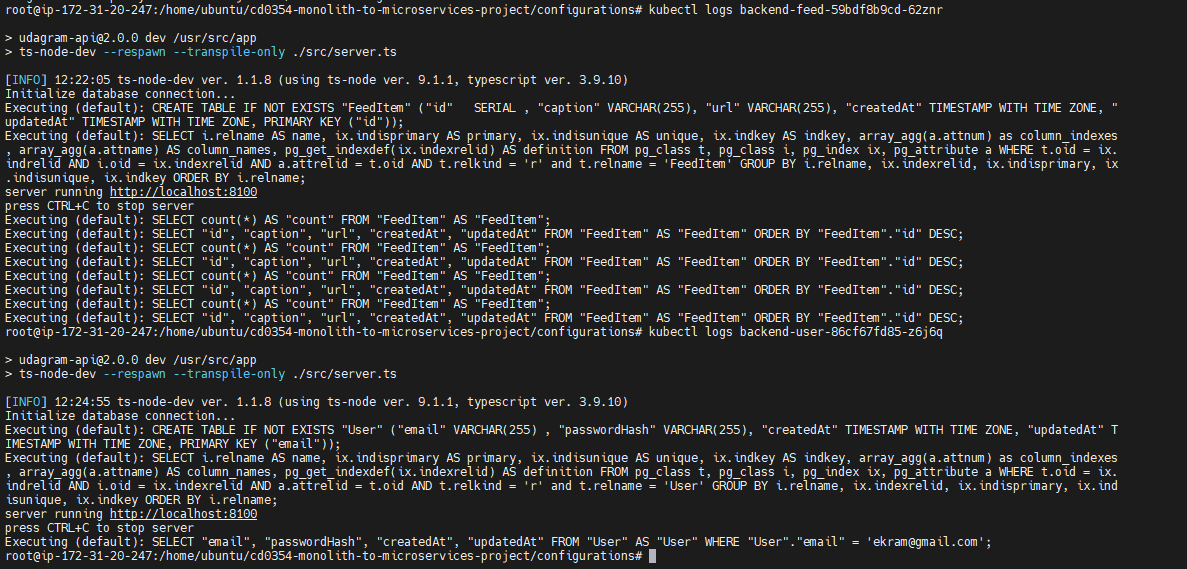 root@ip-172-31-20-247:/home/ubuntu/cd0354-monolith-to-microservices-project/configurations# kubectl logs backend-feed-59bdf8b9cd-62znr
> udagram-api@2.0.0 dev /usr/src/app
> ts-node-dev --respawn --transpile-only ./src/server.ts
[INFO] 12:22:05 ts-node-dev ver. 1.1.8 (using ts-node ver. 9.1.1, typescript ver. 3.9.10)
Initialize database connection...
Executing (default): CREATE TABLE IF NOT EXISTS "FeedItem" ("id"   SERIAL , "caption" VARCHAR(255), "url" VARCHAR(255), "createdAt" TIMESTAMP WITH TIME ZONE, "
updatedAt" TIMESTAMP WITH TIME ZONE, PRIMARY KEY ("id"));
Executing (default): SELECT i.relname AS name, ix.indisprimary AS primary, ix.indisunique AS unique, ix.indkey AS indkey, array_agg(a.attnum) as column_indexes
, array_agg(a.attname) AS column_names, pg_get_indexdef(ix.indexrelid) AS definition FROM pg_class t, pg_class i, pg_index ix, pg_attribute a WHERE t.oid = ix.
indrelid AND i.oid = ix.indexrelid AND a.attrelid = t.oid AND t.relkind = 'r' and t.relname = 'FeedItem' GROUP BY i.relname, ix.indexrelid, ix.indisprimary, ix
.indisunique, ix.indkey ORDER BY i.relname;
server running http://localhost:8100
press CTRL+C to stop server
Executing (default): SELECT count(*) AS "count" FROM "FeedItem" AS "FeedItem";
Executing (default): SELECT "id", "caption", "url", "createdAt", "updatedAt" FROM "FeedItem" AS "FeedItem" ORDER BY "FeedItem"."id" DESC;
Executing (default): SELECT count(*) AS "count" FROM "FeedItem" AS "FeedItem";
Executing (default): SELECT "id", "caption", "url", "createdAt", "updatedAt" FROM "FeedItem" AS "FeedItem" ORDER BY "FeedItem"."id" DESC;
Executing (default): SELECT count(*) AS "count" FROM "FeedItem" AS "FeedItem";
Executing (default): SELECT "id", "caption", "url", "createdAt", "updatedAt" FROM "FeedItem" AS "FeedItem" ORDER BY "FeedItem"."id" DESC;
Executing (default): SELECT count(*) AS "count" FROM "FeedItem" AS "FeedItem";
Executing (default): SELECT "id", "caption", "url", "createdAt", "updatedAt" FROM "FeedItem" AS "FeedItem" ORDER BY "FeedItem"."id" DESC;
root@ip-172-31-20-247:/home/ubuntu/cd0354-monolith-to-microservices-project/configurations# kubectl logs backend-user-86cf67fd85-z6j6q
> udagram-api@2.0.0 dev /usr/src/app
> ts-node-dev --respawn --transpile-only ./src/server.ts
[INFO] 12:24:55 ts-node-dev ver. 1.1.8 (using ts-node ver. 9.1.1, typescript ver. 3.9.10)
Initialize database connection...
Executing (default): CREATE TABLE IF NOT EXISTS "User" ("email" VARCHAR(255) , "passwordHash" VARCHAR(255), "createdAt" TIMESTAMP WITH TIME ZONE, "updatedAt" T
IMESTAMP WITH TIME ZONE, PRIMARY KEY ("email"));
Executing (default): SELECT i.relname AS name, ix.indisprimary AS primary, ix.indisunique AS unique, ix.indkey AS indkey, array_agg(a.attnum) as column_indexes
, array_agg(a.attname) AS column_names, pg_get_indexdef(ix.indexrelid) AS definition FROM pg_class t, pg_class i, pg_index ix, pg_attribute a WHERE t.oid = ix.
indrelid AND i.oid = ix.indexrelid AND a.attrelid = t.oid AND t.relkind = 'r' and t.relname = 'User' GROUP BY i.relname, ix.indexrelid, ix.indisprimary, ix.ind
isunique, ix.indkey ORDER BY i.relname;
server running http://localhost:8100
press CTRL+C to stop server
Executing (default): SELECT "email", "passwordHash", "createdAt", "updatedAt" FROM "User" AS "User" WHERE "User"."email" = 'ekram@gmail.com';
root@ip-172-31-20-247:/home/ubuntu/cd0354-monolith-to-microservices-project/configurations#